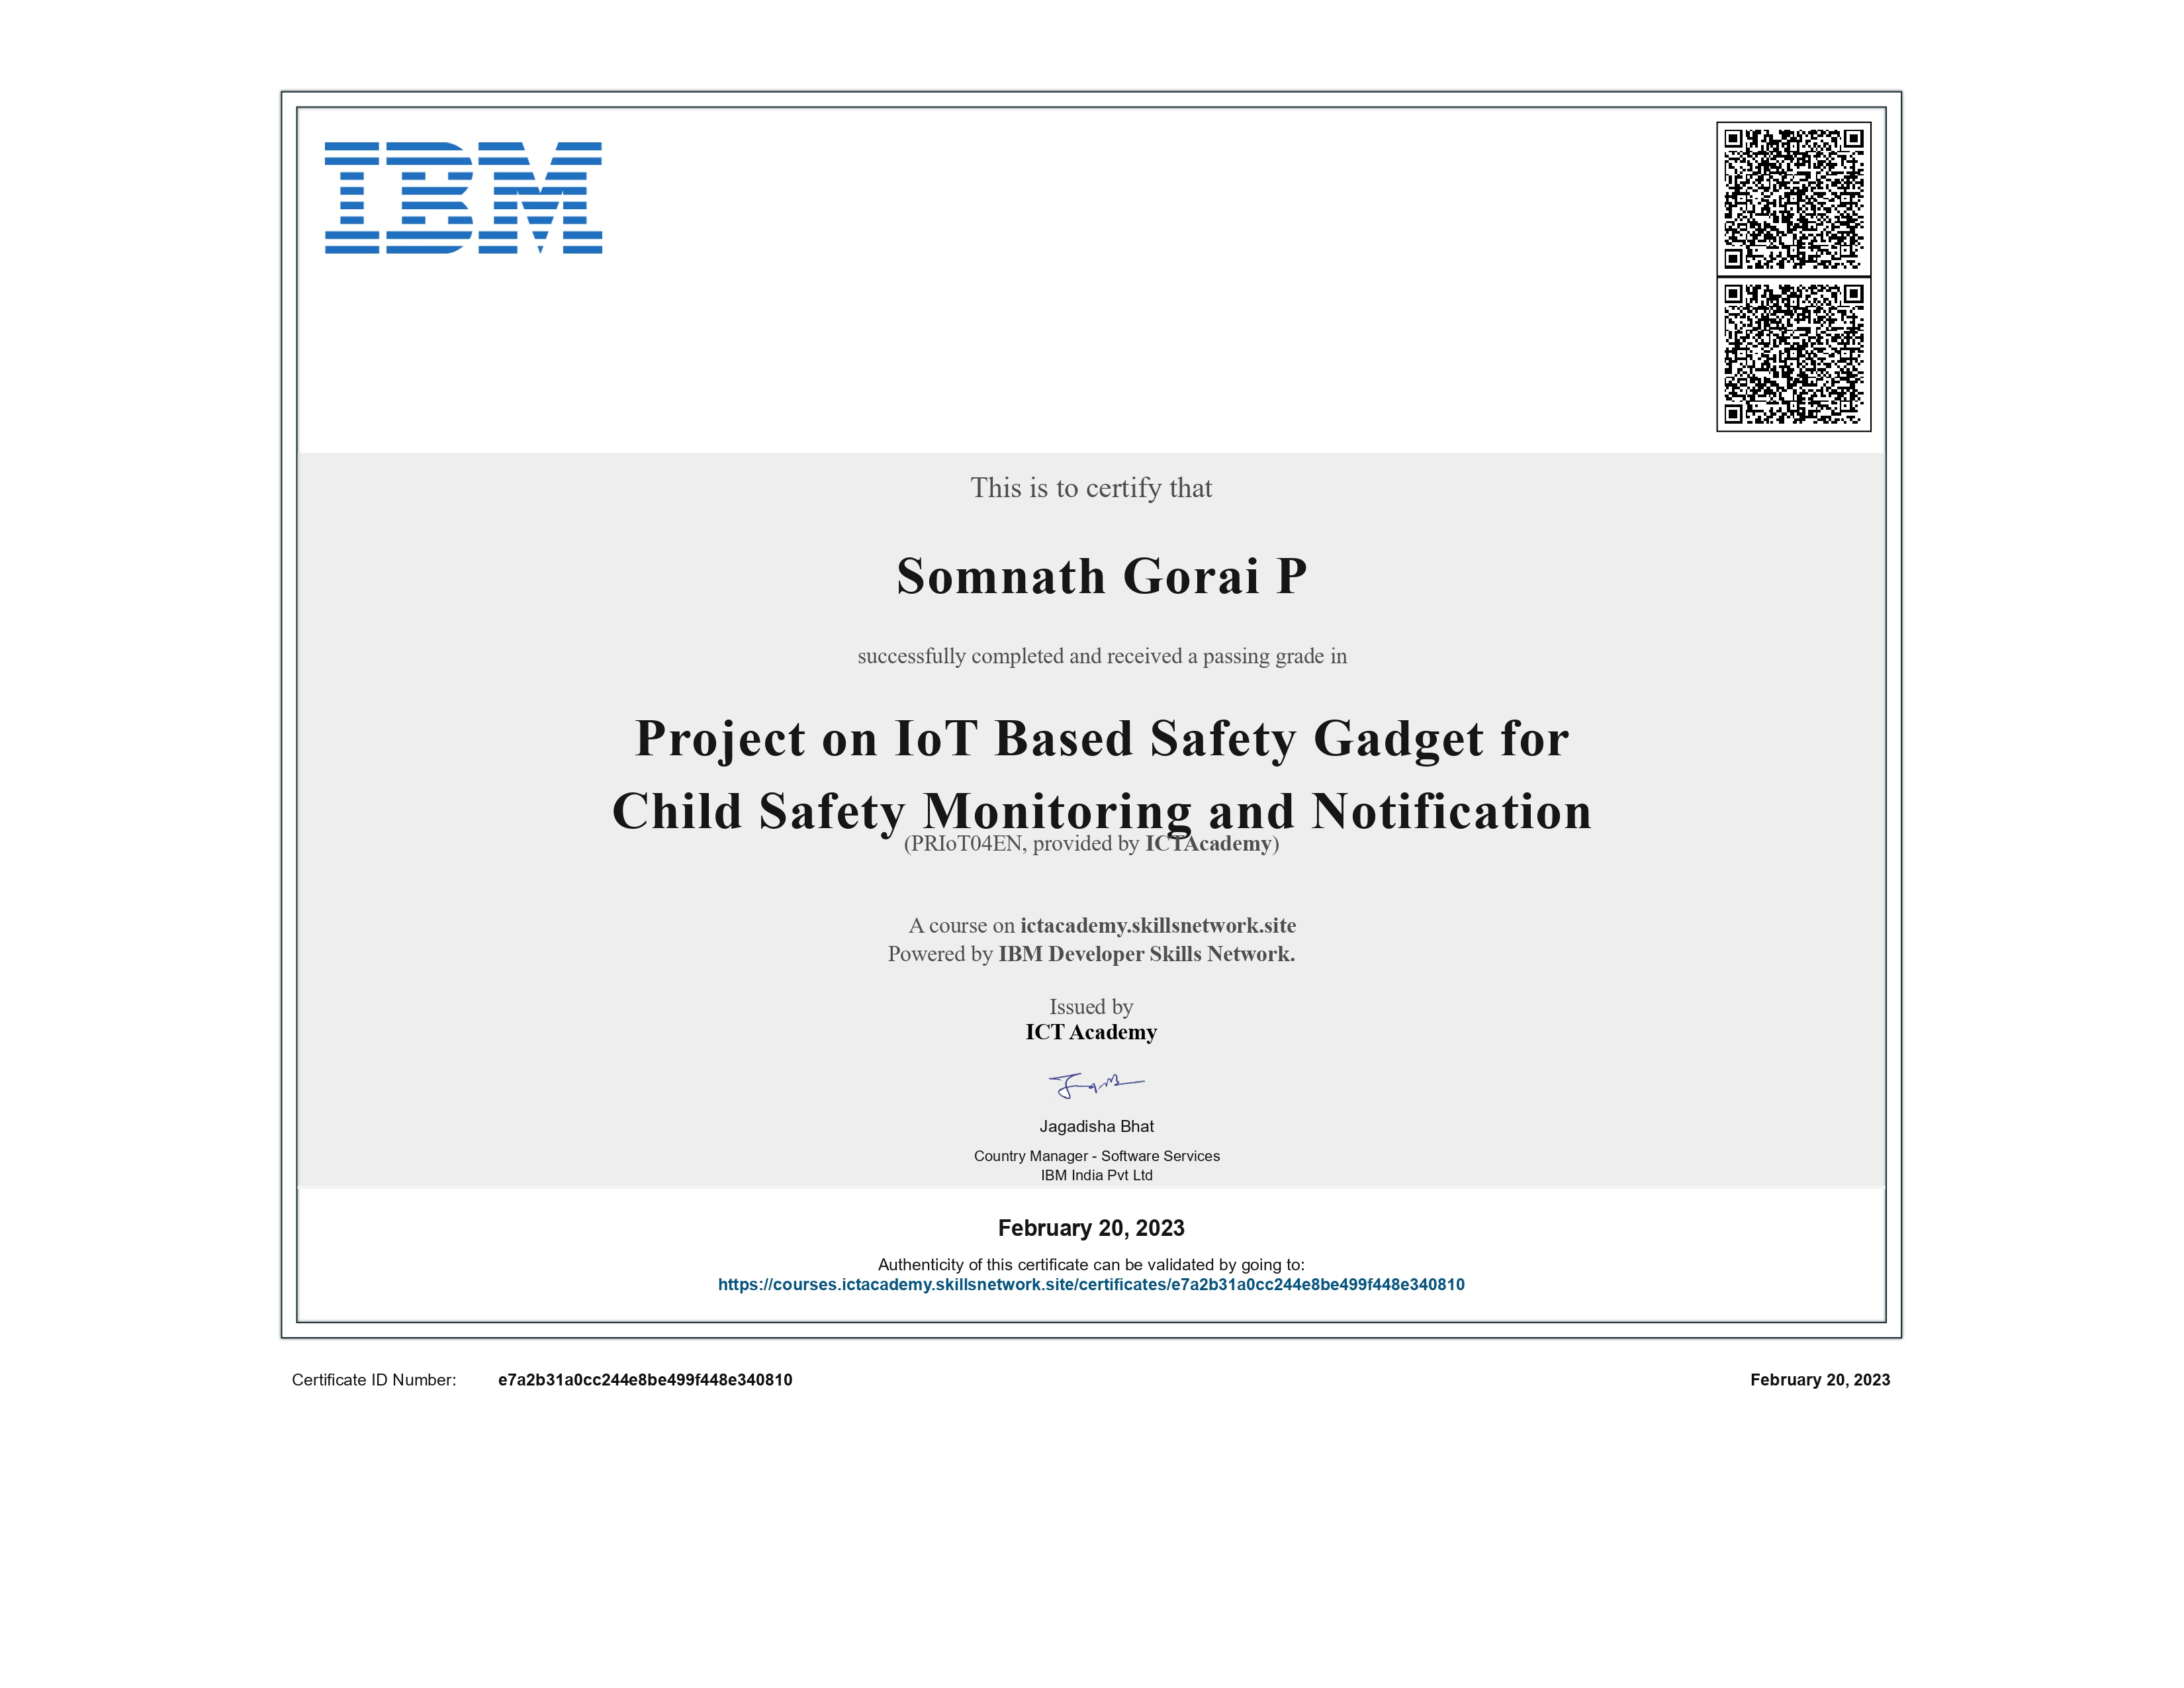 IBM
This is to certify that
Somnath Gorai P
successfully completed and received a passing grade in
Project on IoT Based Safety Gadget for
Child Safety Monitoring and Notification
(PRIoT04EN, provided by ICTAcademy)
A course on ictacademy.skillsnetwork.site
Powered by IBM Developer Skills Network.
Issued by
ICT Academy
Jagadisha Bhat
Country Manager - Software Services
IBM India Pvt Ltd
February 20, 2023
Authenticity of this certificate can be validated by going to:
https://courses.ictacademy.skillsnetwork.site/certificates/e7a2b31a0cc244e8be499f448e340810
Certificate ID Number: e7a2b31a0cc244e8be499f448e340810 February 20, 2023